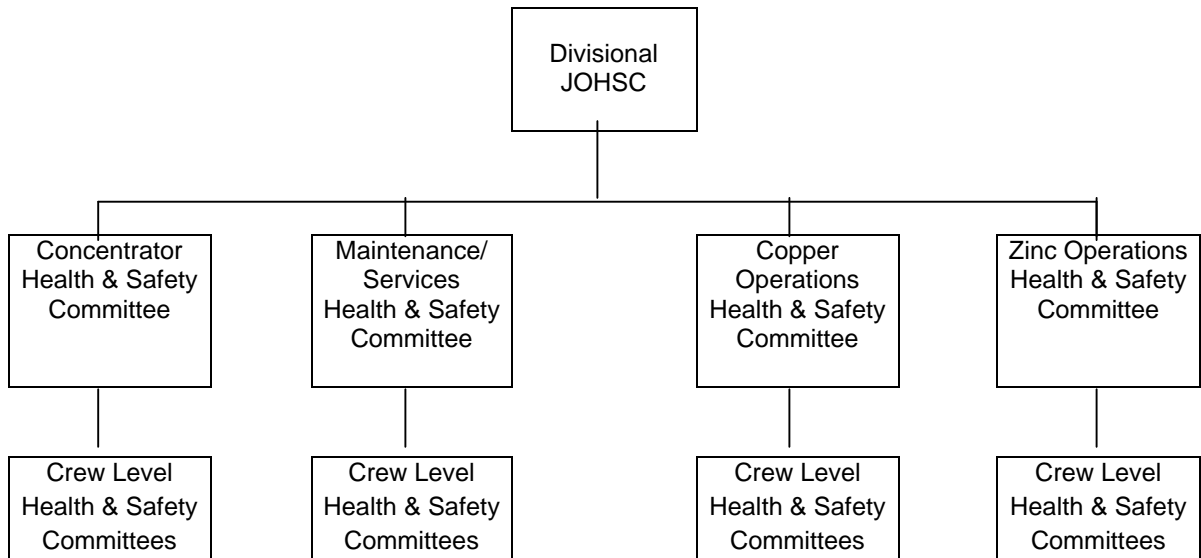 Divisional
JOHSC
Concentrator
Health & Safety
Committee
Maintenance/
Services
Health & Safety
Committee
Copper
Operations
Health & Safety
Committee
Zinc Operations
Health & Safety
Committee
Crew Level
Health & Safety
Committees
Crew Level
Health & Safety
Committees
Crew Level
Health & Safety
Committees
Crew Level
Health & Safety
Committees